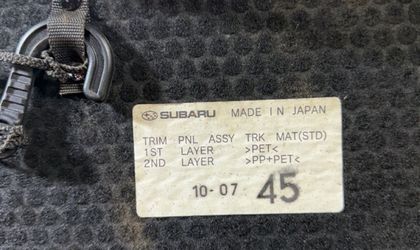 SUBARU MADE IN JAPAN
TRIM PNL ASSY TRK MAT(STD)
1ST LAYER >PET<
2ND LAYER >PP+PET<
10-07 45